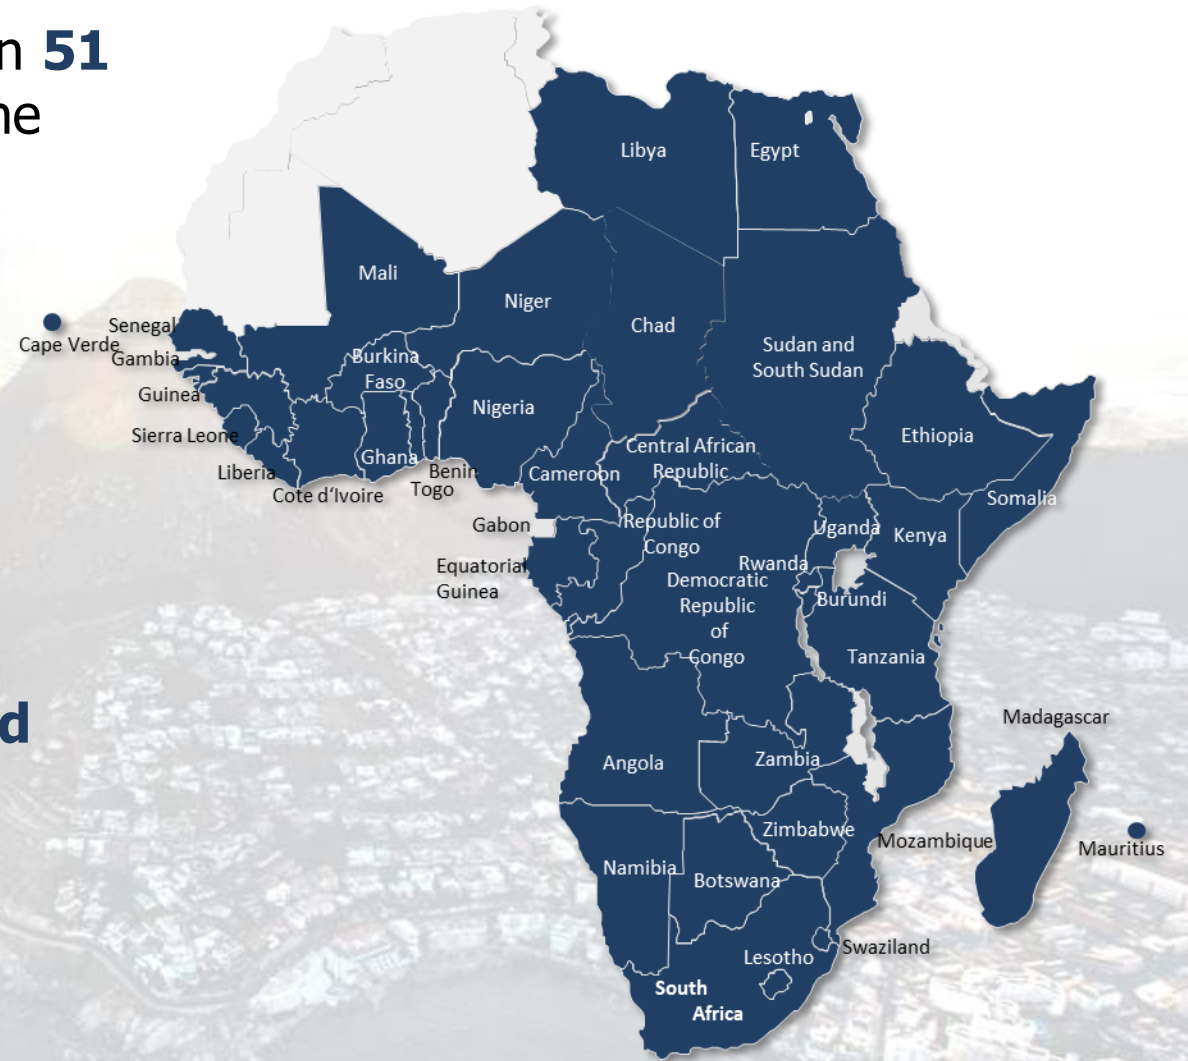 n 51
ne
Libya
Egypt
Mali
Niger
Chad
Senegal
Cape Verde
Gambia
Burkina
Faso
Sudan and
South Sudan
Guinea
Nigeria
Sierra Leone
Ethiopia
Ghana
Central African
Republic
Liberia
Benin
Cameroon
Cote d‘Ivoire
Togo
Somalia
Gabon
Republic of
Congo
Uganda
Kenya
Equatorial
Guinea
Rwanda
Democratic
Republic
of
Congo
Burundi
Tanzania
d
Madagascar
Angola
Zambia
Zimbabwe
Mozambique
Mauritius
Namibia
Botswana
Swaziland
Lesotho
South
Africa